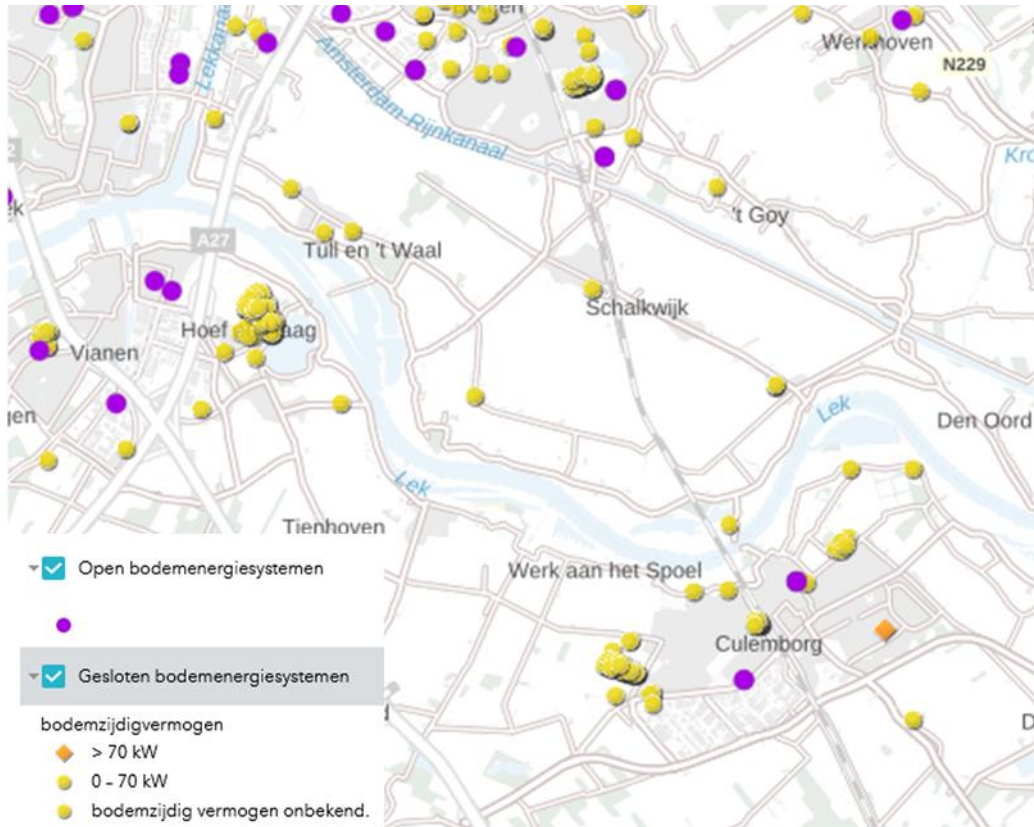 Lekkanaal
Werkhoven
N229
Amsterdam-Rijnkanaal
't Goy
A27
Tull en 't Waal
Schalkwijk
Vianen
Lek
Den Oord
Lek
Tienhoven
Werk aan het Spoel
Culemborg
Open bodemenergiesystemen
Gesloten bodemenergiesystemen
bodemzijdigvermogen
> 70 kW
0 - 70 kW
bodemzijdig vermogen onbekend.